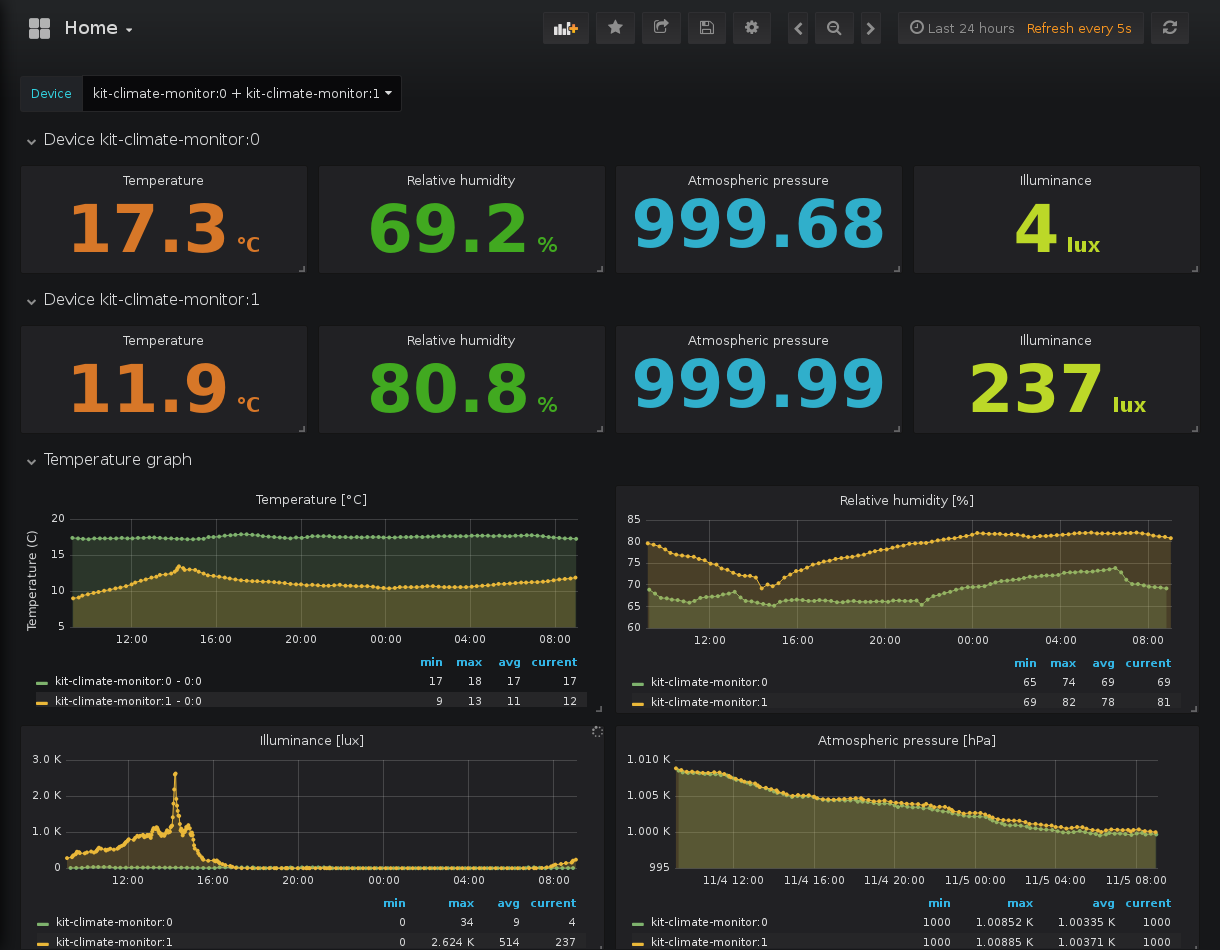 Home
Last 24 hours Refresh every 5s
Device kit-climate-monitor:0 + kit-climate-monitor:1
Device kit-climate-monitor:0
Temperature Relative humidity Atmospheric pressure Illuminance
17.3 °C 69.2 % 999.68 4 lux
Device kit-climate-monitor:1
Temperature Relative humidity Atmospheric pressure Illuminance
11.9 °C 80.8 % 999.99 237 lux
Temperature graph
Temperature [°C]
Temperature (C)
20
15
10
5
12:00 16:00 20:00 00:00 04:00 08:00
min max avg current
kit-climate-monitor:0 - 0:0 17 18 17 17
kit-climate-monitor:1 - 0:0 9 13 11 12
Relative humidity [%]
85
80
75
70
65
60
12:00 16:00 20:00 00:00 04:00 08:00
min max avg current
kit-climate-monitor:0 65 74 69 69
kit-climate-monitor:1 69 82 78 81
Illuminance [lux]
3.0 K
2.0 K
1.0 K
0
12:00 16:00 20:00 00:00 04:00 08:00
min max avg current
kit-climate-monitor:0 0 34 9 4
kit-climate-monitor:1 0 2.624 K 514 237
Atmospheric pressure [hPa]
1.010 K
1.005 K
1.000 K
995
11/4 12:00 11/4 16:00 11/4 20:00 11/5 00:00 11/5 04:00 11/5 08:00
min max avg current
kit-climate-monitor:0 1000 1.00852 K 1.00335 K 1000
kit-climate-monitor:1 1000 1.00885 K 1.00371 K 1000